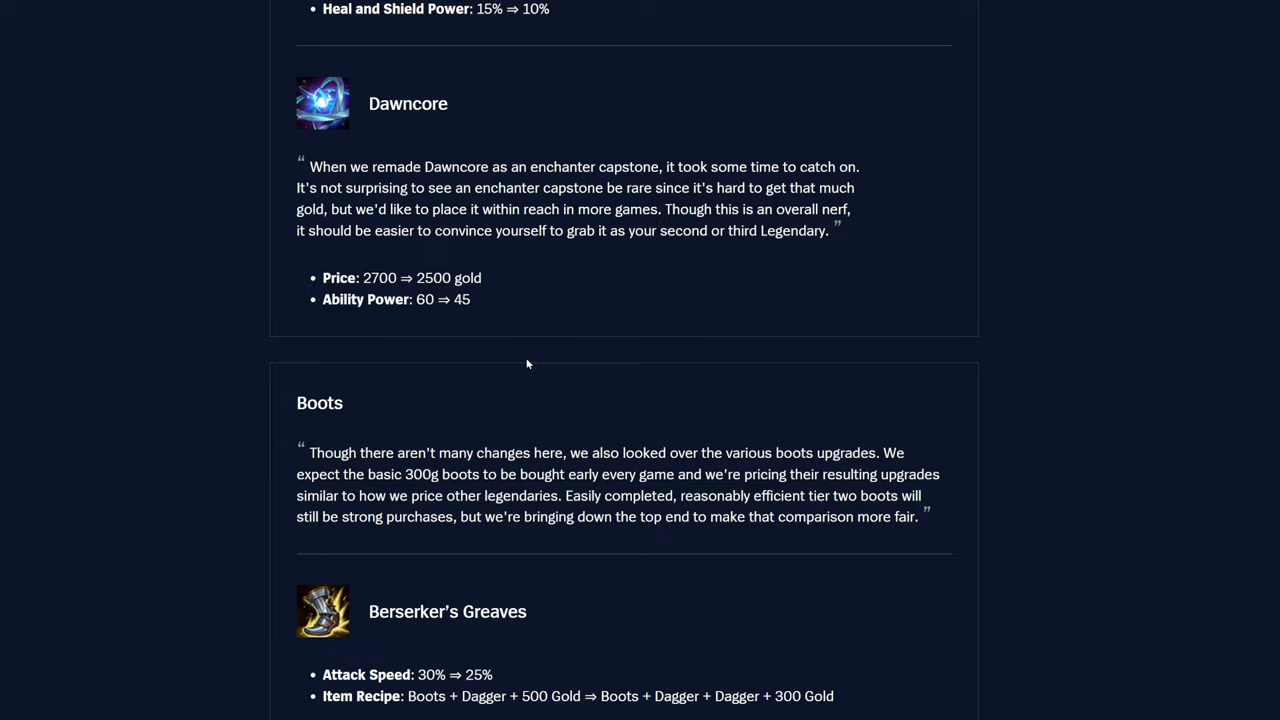 • Heal and Shield Power: 15% ⇒ 10%
Dawncore
“ When we remade Dawncore as an enchanter capstone, it took some time to catch on.
It's not surprising to see an enchanter capstone be rare since it's hard to get that much
gold, but we'd like to place it within reach in more games. Though this is an overall nerf,
it should be easier to convince yourself to grab it as your second or third Legendary. ”
• Price: 2700 ⇒ 2500 gold
• Ability Power: 60 ⇒ 45
Boots
“ Though there aren't many changes here, we also looked over the various boots upgrades. We
expect the basic 300g boots to be bought early every game and we're pricing their resulting upgrades
similar to how we price other legendaries. Easily completed, reasonably efficient tier two boots will
still be strong purchases, but we're bringing down the top end to make that comparison more fair. ”
Berserker’s Greaves
• Attack Speed: 30% ⇒ 25%
• Item Recipe: Boots + Dagger + 500 Gold ⇒ Boots + Dagger + Dagger + 300 Gold